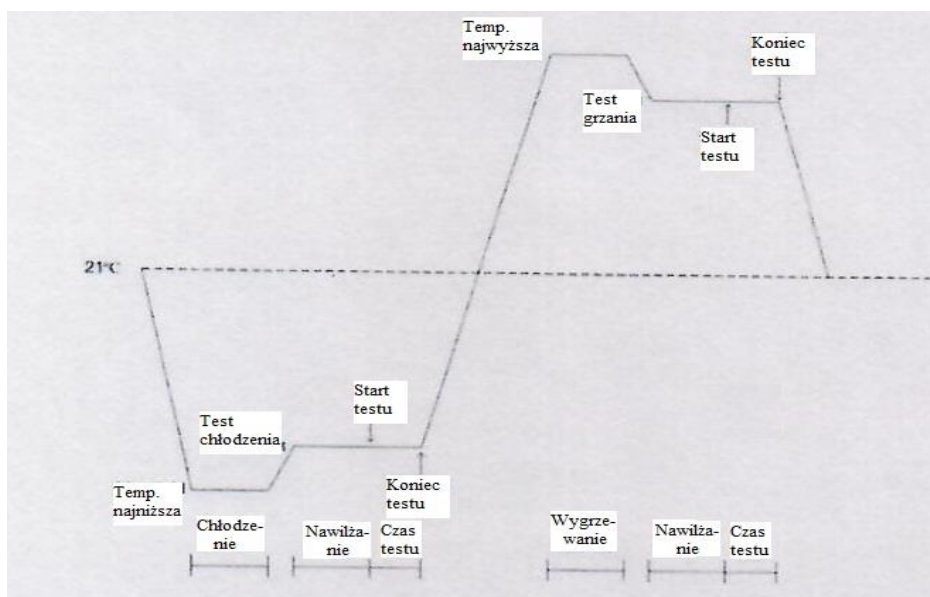 Temp.
najwyższa
Koniec
testu
Test
grzania
Start
testu
21°C
Start
testu
Test
chłodzenia
Temp.
najniższa
Koniec
testu
Chłodze-
nie
Nawilża-
nie
Czas
testu
Wygrze-
wanie
Nawilża-
nie
Czas
testu